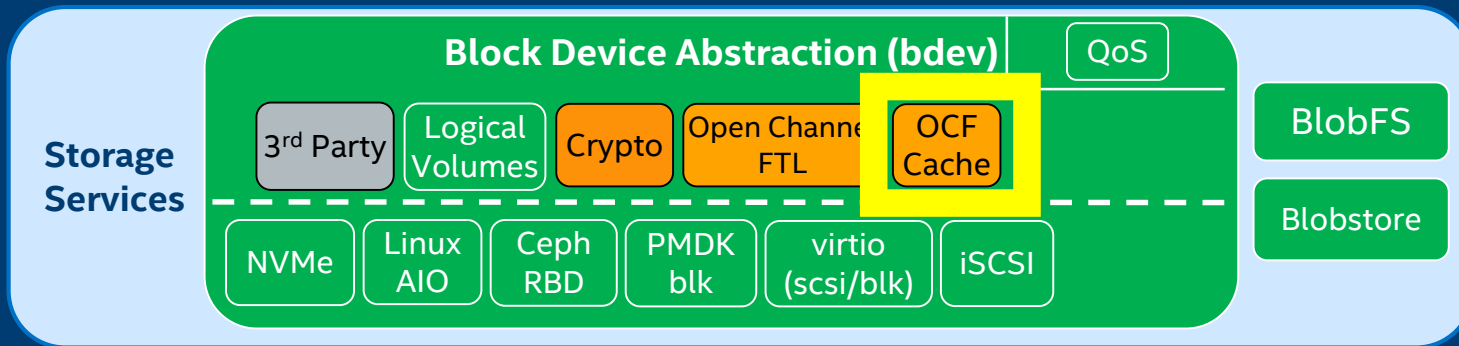 Block Device Abstraction (bdev)
QoS
Storage
Services
3rd Party
Logical
Volumes
Crypto
Open Channe
FTL
OCF
Cache
NVMe
Linux
AIO
Ceph
RBD
PMDK
blk
virtio
(scsi/blk)
iSCSI
BlobFS
Blobstore